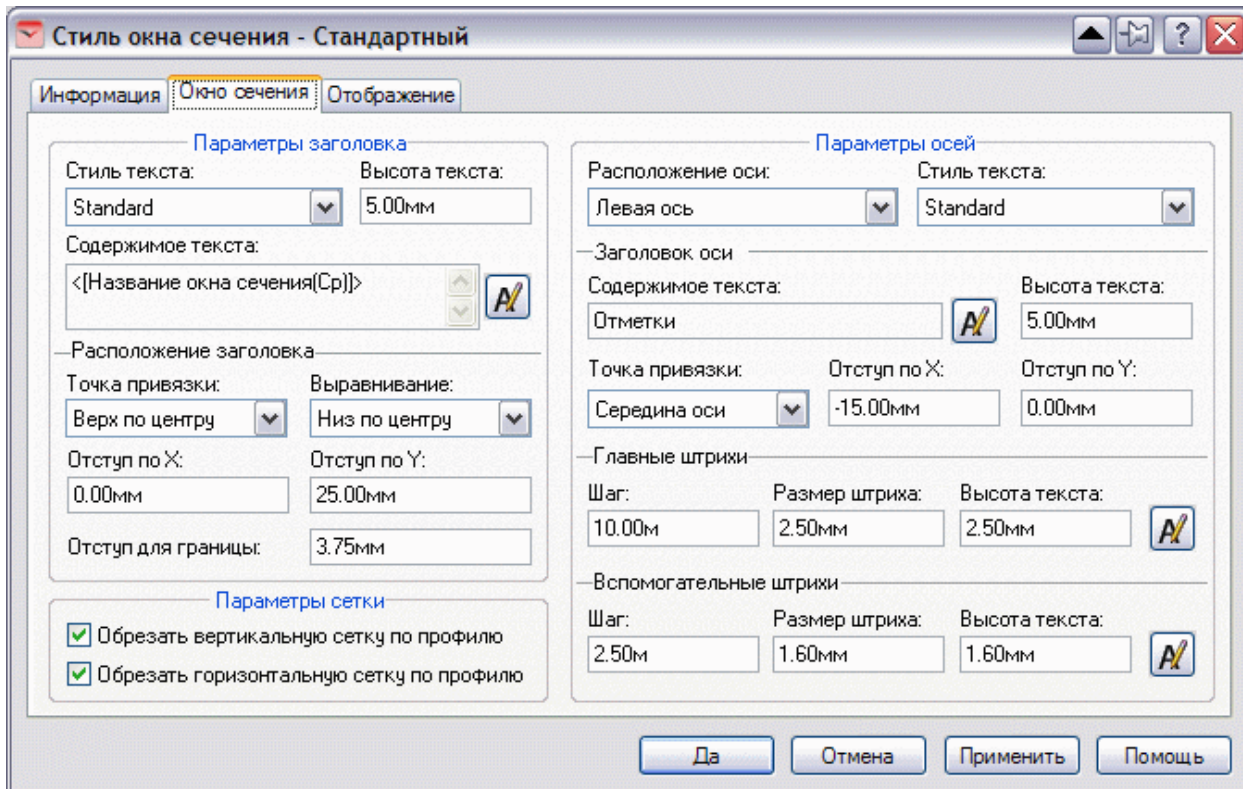 Стиль окна сечения - Стандартный
Информация Окно сечения Отображение
Параметры заголовка
Стиль текста: Высота текста:
Standard 5.00мм
Содержимое текста:
<[Название окна сечения(Cp)]>
Расположение заголовка
Точка привязки: Выравнивание:
Верх по центру Низ по центру
Отступ по X: Отступ по Y:
0.00мм 25.00мм
Отступ для границы: 3.75мм
Параметры сетки
Обрезать вертикальную сетку по профилю
Обрезать горизонтальную сетку по профилю
Параметры осей
Расположение оси: Стиль текста:
Левая ось Standard
Заголовок оси
Содержимое текста: Высота текста:
Отметки 5.00мм
Точка привязки: Отступ по X: Отступ по Y:
Середина оси -15.00мм 0.00мм
Главные штрихи
Шаг: Размер штриха: Высота текста:
10.00м 2.50мм 2.50мм
Вспомогательные штрихи
Шаг: Размер штриха: Высота текста:
2.50м 1.60мм 1.60мм
Да Отмена Применить Помощь